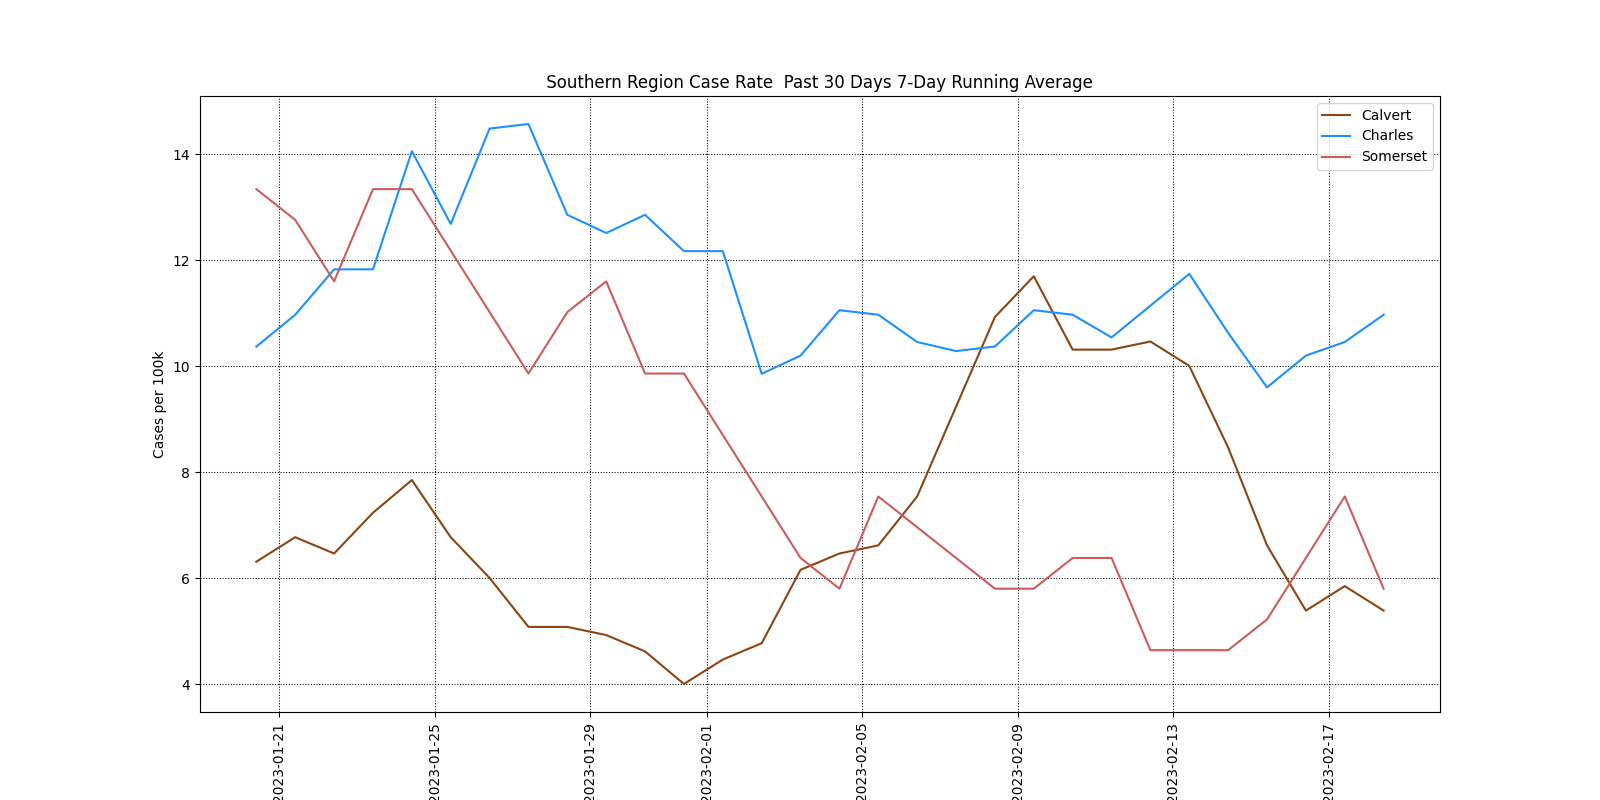 Southern Region Case Rate  Past 30 Days 7-Day Running Average
Calvert
Charles
Somerset
Cases per 100k
14
12
10
8
6
4
2023-01-21
2023-01-25
2023-01-29
2023-02-01
2023-02-05
2023-02-09
2023-02-13
2023-02-17